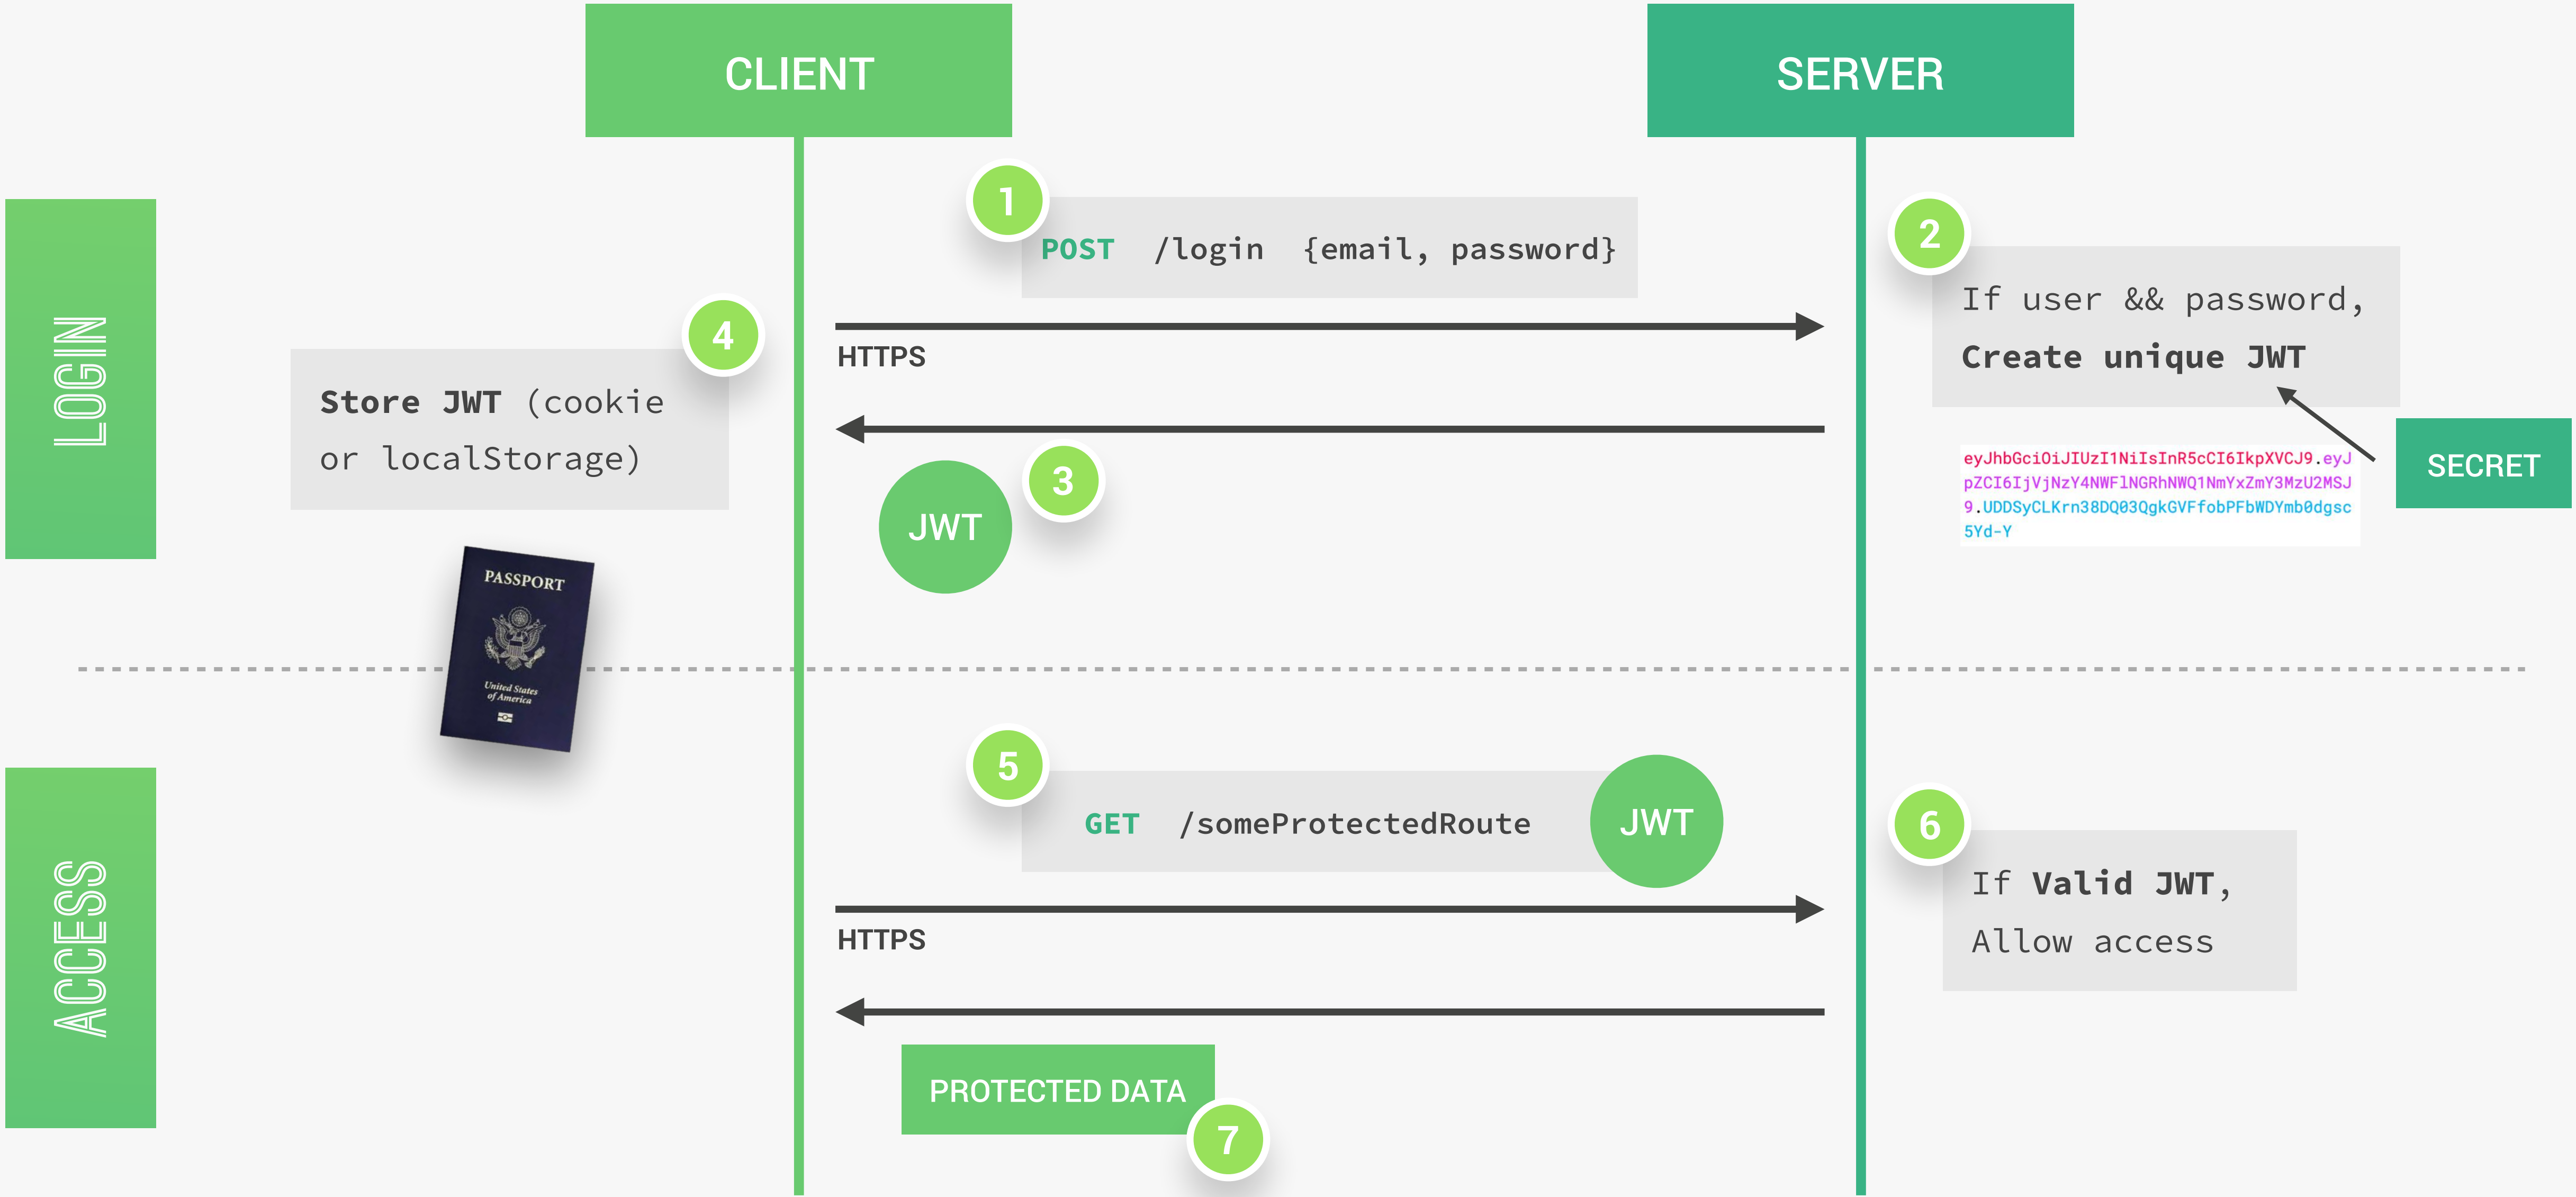 CLIENT
SERVER
LOGIN
1
POST /login {email, password}
HTTPS
2
If user && password,
Create unique JWT
SECRET
eyJhbGciOiJIUzI1NiIsInR5cCI6IkpXVCJ9.eyJ
pZCI6IjVjNzY4NWFlNGRhNWQ1NmYxZmY3MzU2MSJ
9.UDDSyCLKrn38DQ03QgkGVFfobPFbWDYmb0dgsc
5Yd-Y
3
JWT
4
Store JWT (cookie
or localStorage)
PASSPORT
United States
of America
ACCESS
5
GET /someProtectedRoute
JWT
HTTPS
6
If Valid JWT,
Allow access
PROTECTED DATA
7